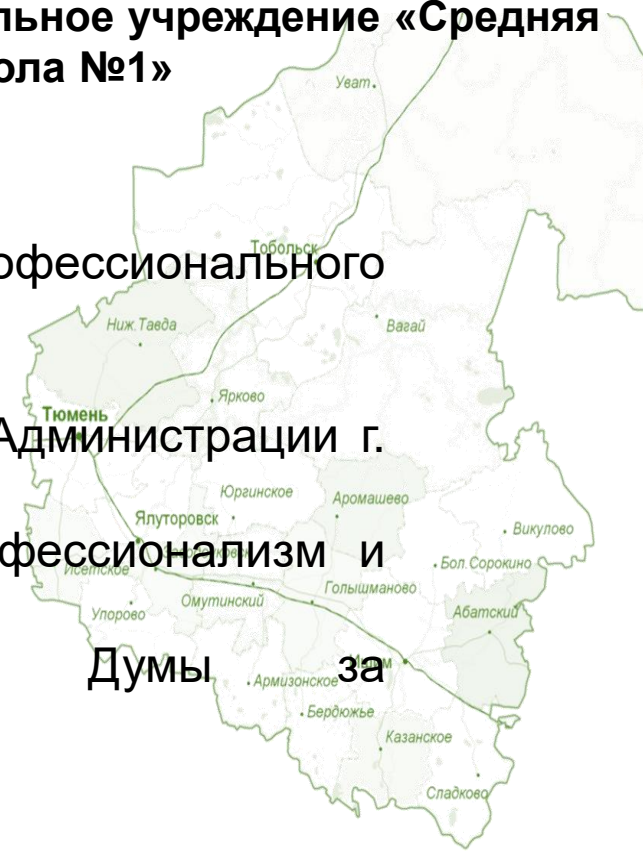 льное учреждение «Средняя
ола №1»
Уват
Тобольск
офессионального
Ниж.Тавда
Вагай
Ярково
Тюмень
Администрации г.
Юргинское
Аромашево
Ялуторовск
Викулово
фессионализм и
Исетское
Бол.Сорокино
Голышманово
Омутинский
Абатский
Упорово
Думы за
Армизонское
Бердюжье
Казанское
Сладково